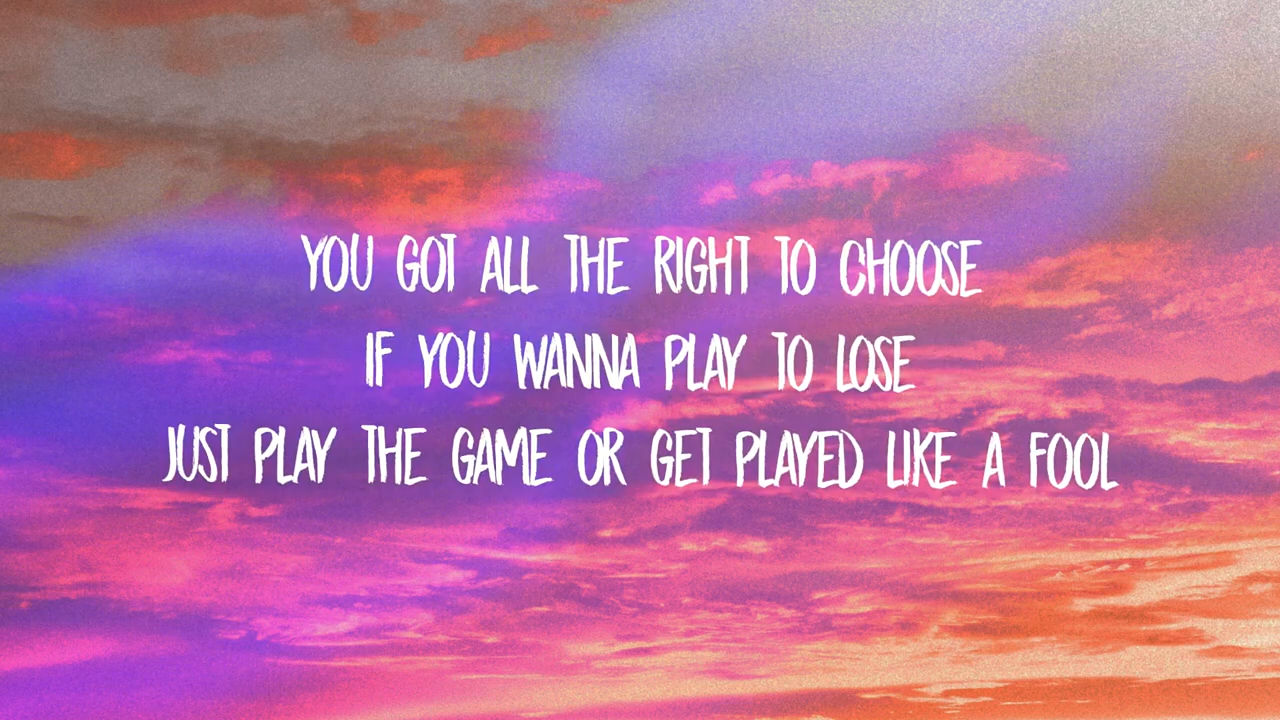 YOU GOT ALL THE RIGHT TO CHOOSE
IF YOU WANNA PLAY TO LOSE
JUST PLAY THE GAME OR GET PLAYED LIKE A FOOL